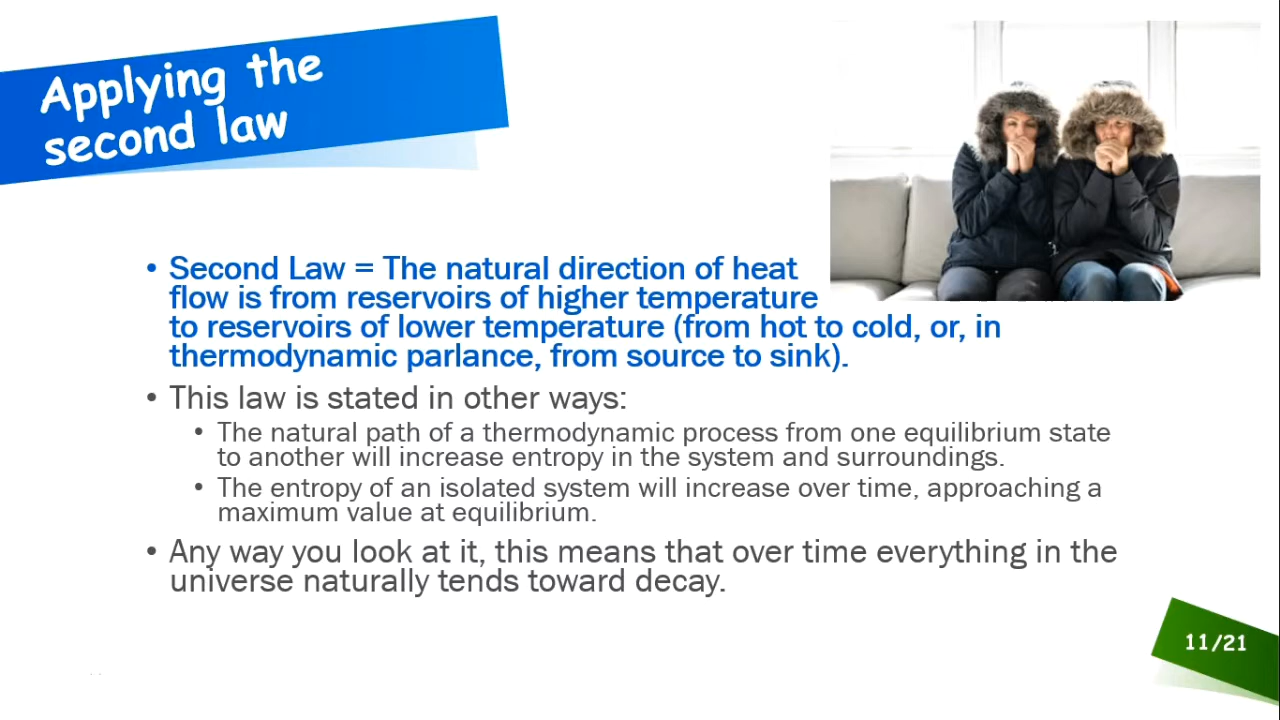 Applying the
second law
• Second Law = The natural direction of heat
flow is from reservoirs of higher temperature
to reservoirs of lower temperature (from hot to cold, or, in
thermodynamic parlance, from source to sink).
• This law is stated in other ways:
• The natural path of a thermodynamic process from one equilibrium state
to another will increase entropy in the system and surroundings.
• The entropy of an isolated system will increase over time, approaching a
maximum value at equilibrium.
• Any way you look at it, this means that over time everything in the
universe naturally tends toward decay.
11/21